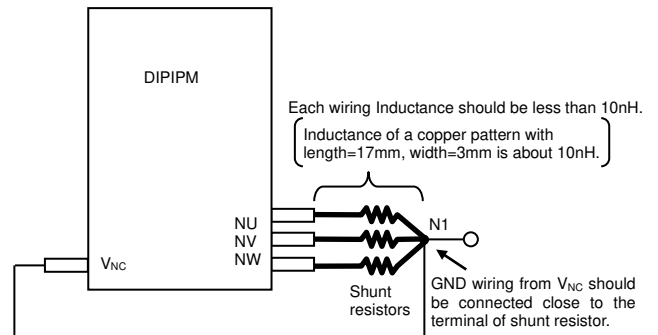 DIPIPM
Each wiring Inductance should be less than 10nH.
Inductance of a copper pattern with
length=17mm, width=3mm is about 10nH.
NU
NV
NW
N1
VNC
Shunt
resistors
GND wiring from VNC should
be connected close to the
terminal of shunt resistor.